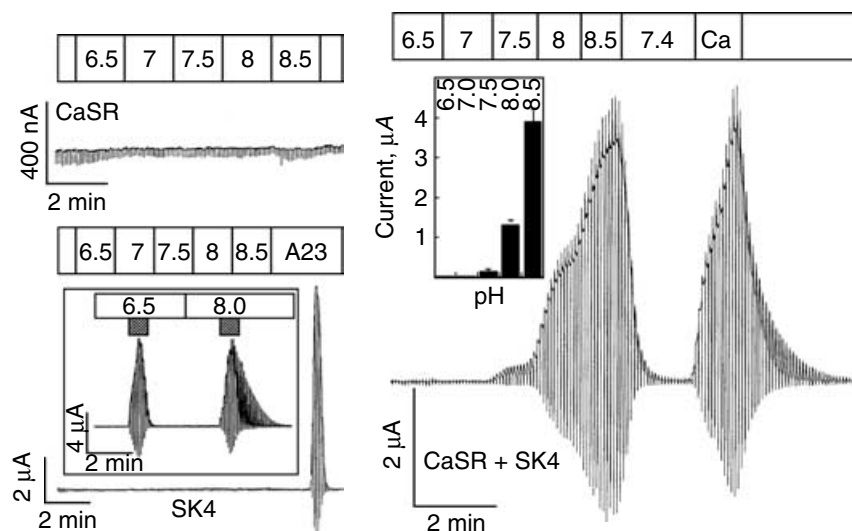 6.5 7 7.5 8 8.5
CaSR
400 nA
2 min
6.5 7 7.5 8 8.5 A23
6.5 8.0
4 µA
2 min
2 µA
2 min
SK4
6.5 7 7.5 8 8.5 7.4 Ca
6.5 7.0 7.5 8.0 8.5
Current, µA
4
3
2
1
pH
2 µA
CaSR + SK4
2 min